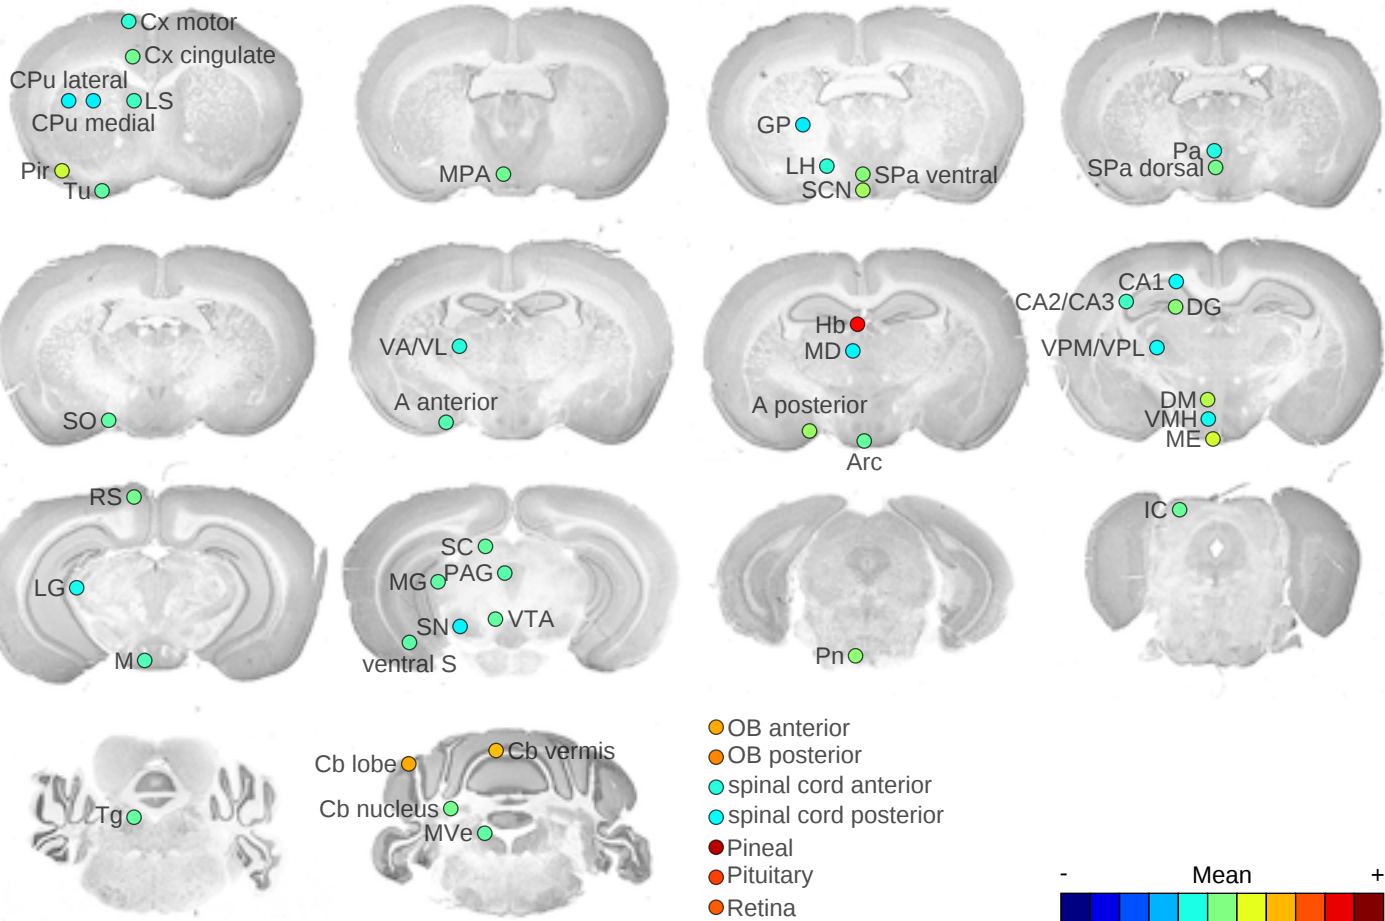 Cx motor
Cx cingulate
CPu lateral
LS
CPu medial
Pir
Tu
MPA
GP
LH
SPa ventral
SCN
Pa
SPa dorsal
SO
VA/VL
A anterior
Hb
MD
A posterior
Arc
CA1
CA2/CA3
DG
VPM/VPL
DM
VMH
ME
RS
LG
M
SC
MG
PAG
SN
VTA
ventral S
Pn
IC
Tg
Cb lobe
Cb vermis
Cb nucleus
MVe
OB anterior
OB posterior
spinal cord anterior
spinal cord posterior
Pineal
Pituitary
Retina
- Mean +